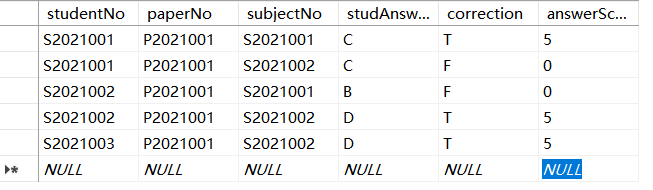 studentNo paperNo subjectNo studAnsw... correction answerSc...
S2021001 P2021001 S2021001 C T 5
S2021001 P2021001 S2021002 C F 0
S2021002 P2021001 S2021001 B F 0
S2021002 P2021001 S2021002 D T 5
S2021003 P2021001 S2021002 D T 5
NULL NULL NULL NULL NULL NULL